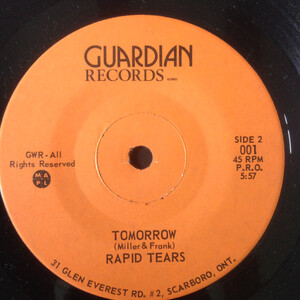 GUARDIAN
RECORDS
GWR - All
Rights Reserved
M A P L
SIDE 2
001
45 RPM
P.R.O.
5:57
TOMORROW
(Miller & Frank)
RAPID TEARS
31 GLEN EVEREST RD. #2, SCARBORO, ONT.